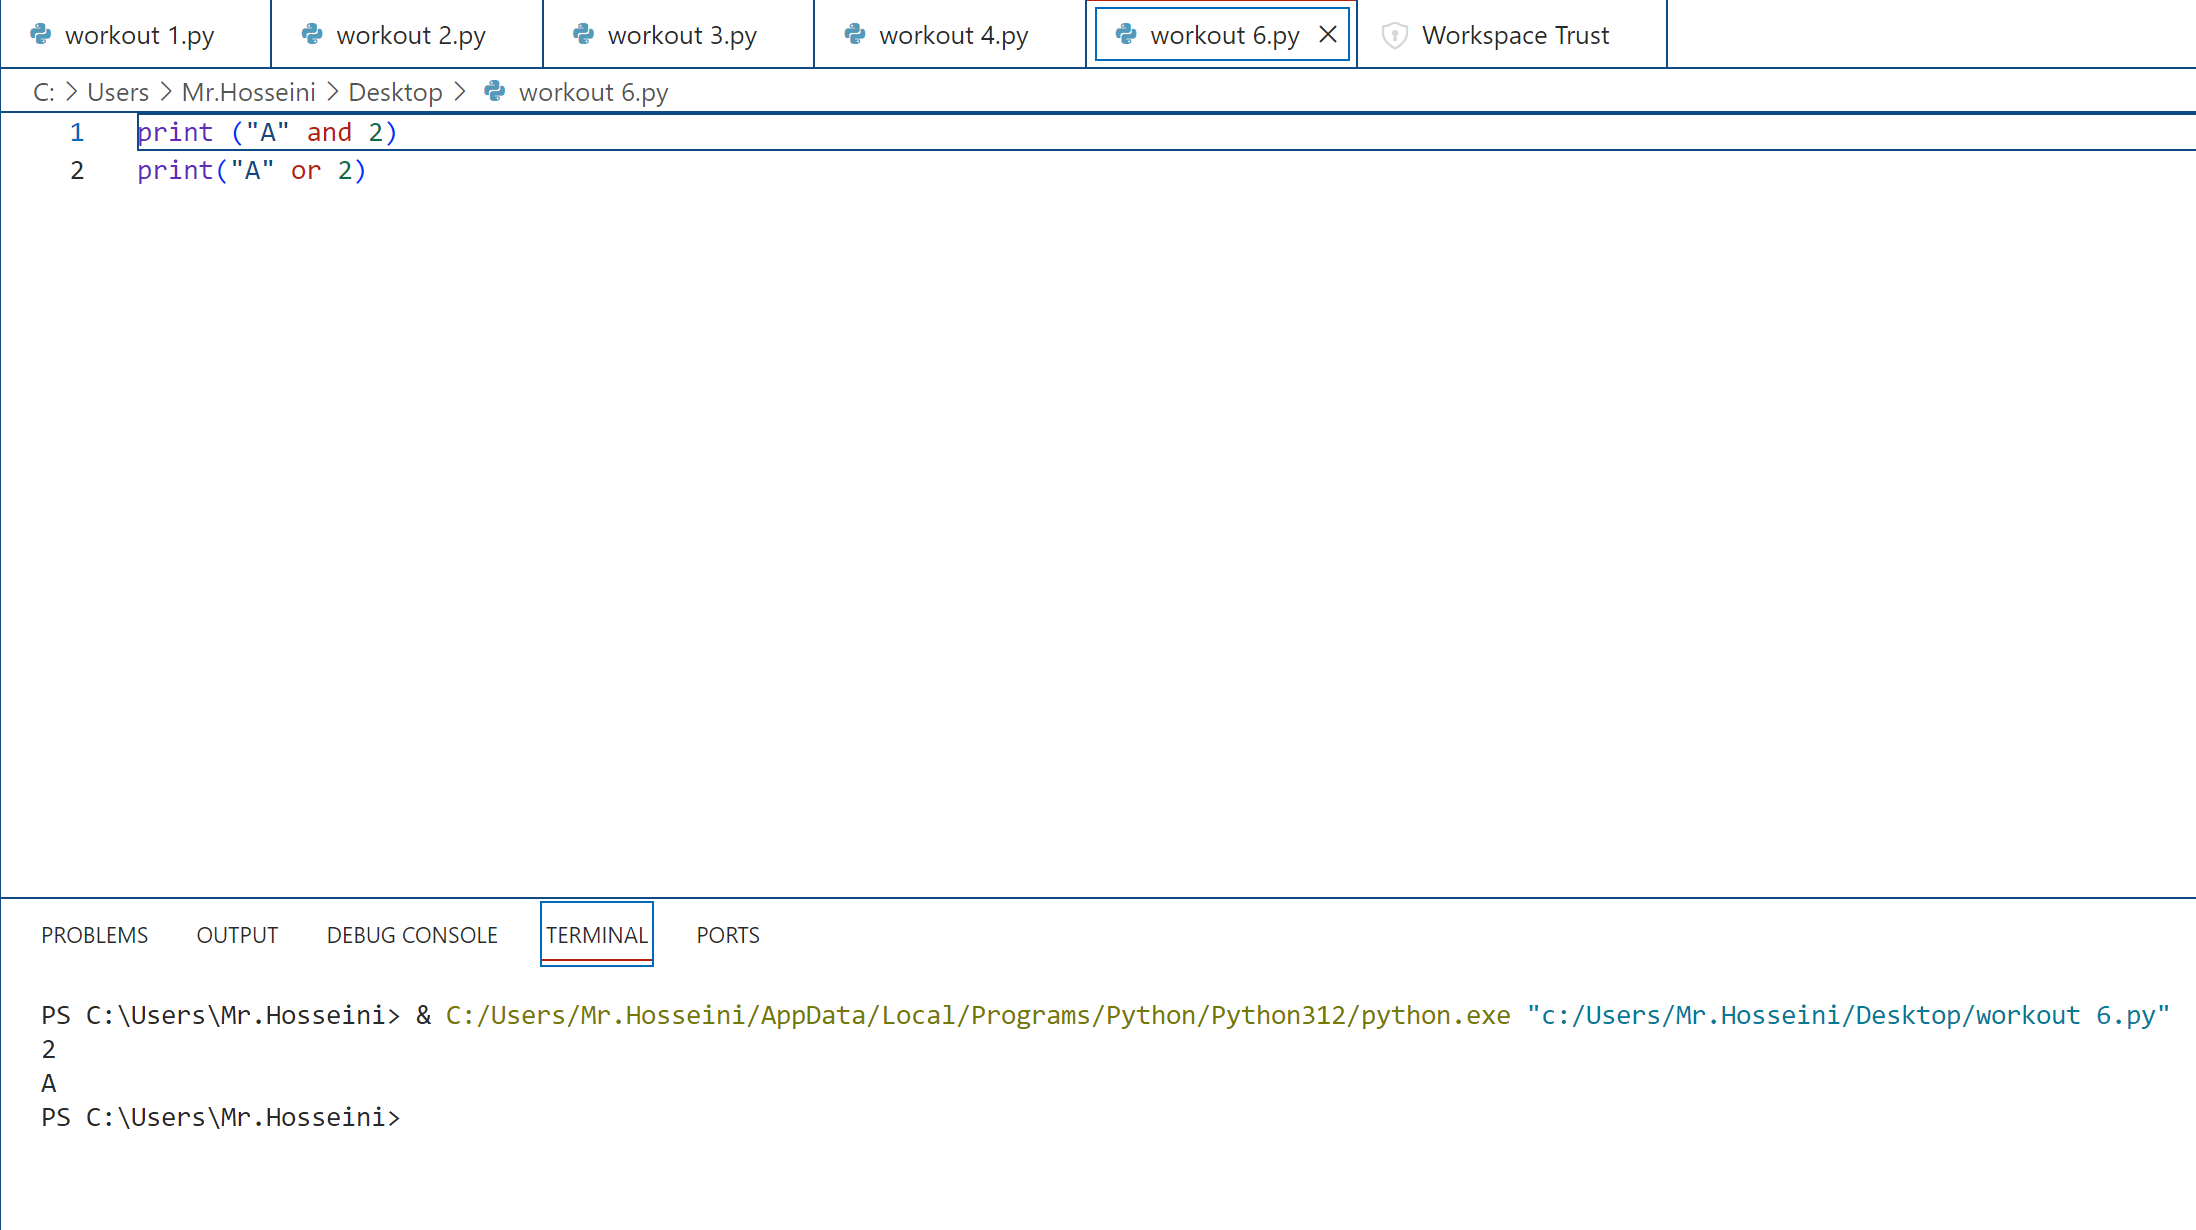 workout 1.py workout 2.py workout 3.py workout 4.py workout 6.py Workspace Trust
C: > Users > Mr.Hosseini > Desktop > workout 6.py
1 print ("A" and 2)
2 print("A" or 2)
PROBLEMS OUTPUT DEBUG CONSOLE TERMINAL PORTS
PS C:\Users\Mr.Hosseini> & C:/Users/Mr.Hosseini/AppData/Local/Programs/Python/Python312/python.exe "c:/Users/Mr.Hosseini/Desktop/workout 6.py"
2
A
PS C:\Users\Mr.Hosseini>